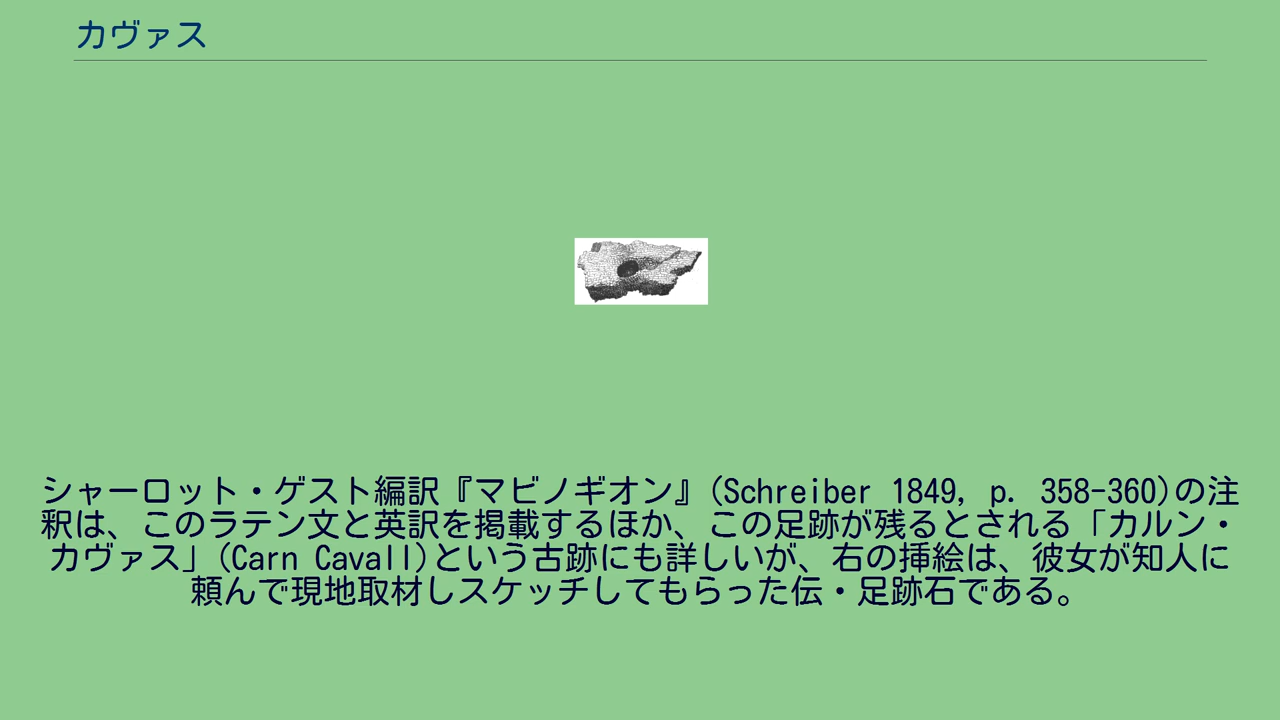 カヴァス
シャーロット・ゲスト編訳『マビノギオン』(Schreiber 1849, p. 358-360)の注
釈は、このラテン文と英訳を掲載するほか、この足跡が残るとされる「カルン・
カヴァス」(Carn Cavall)という古跡にも詳しいが、右の挿絵は、彼女が知人に
頼んで現地取材しスケッチしてもらった伝・足跡石である。